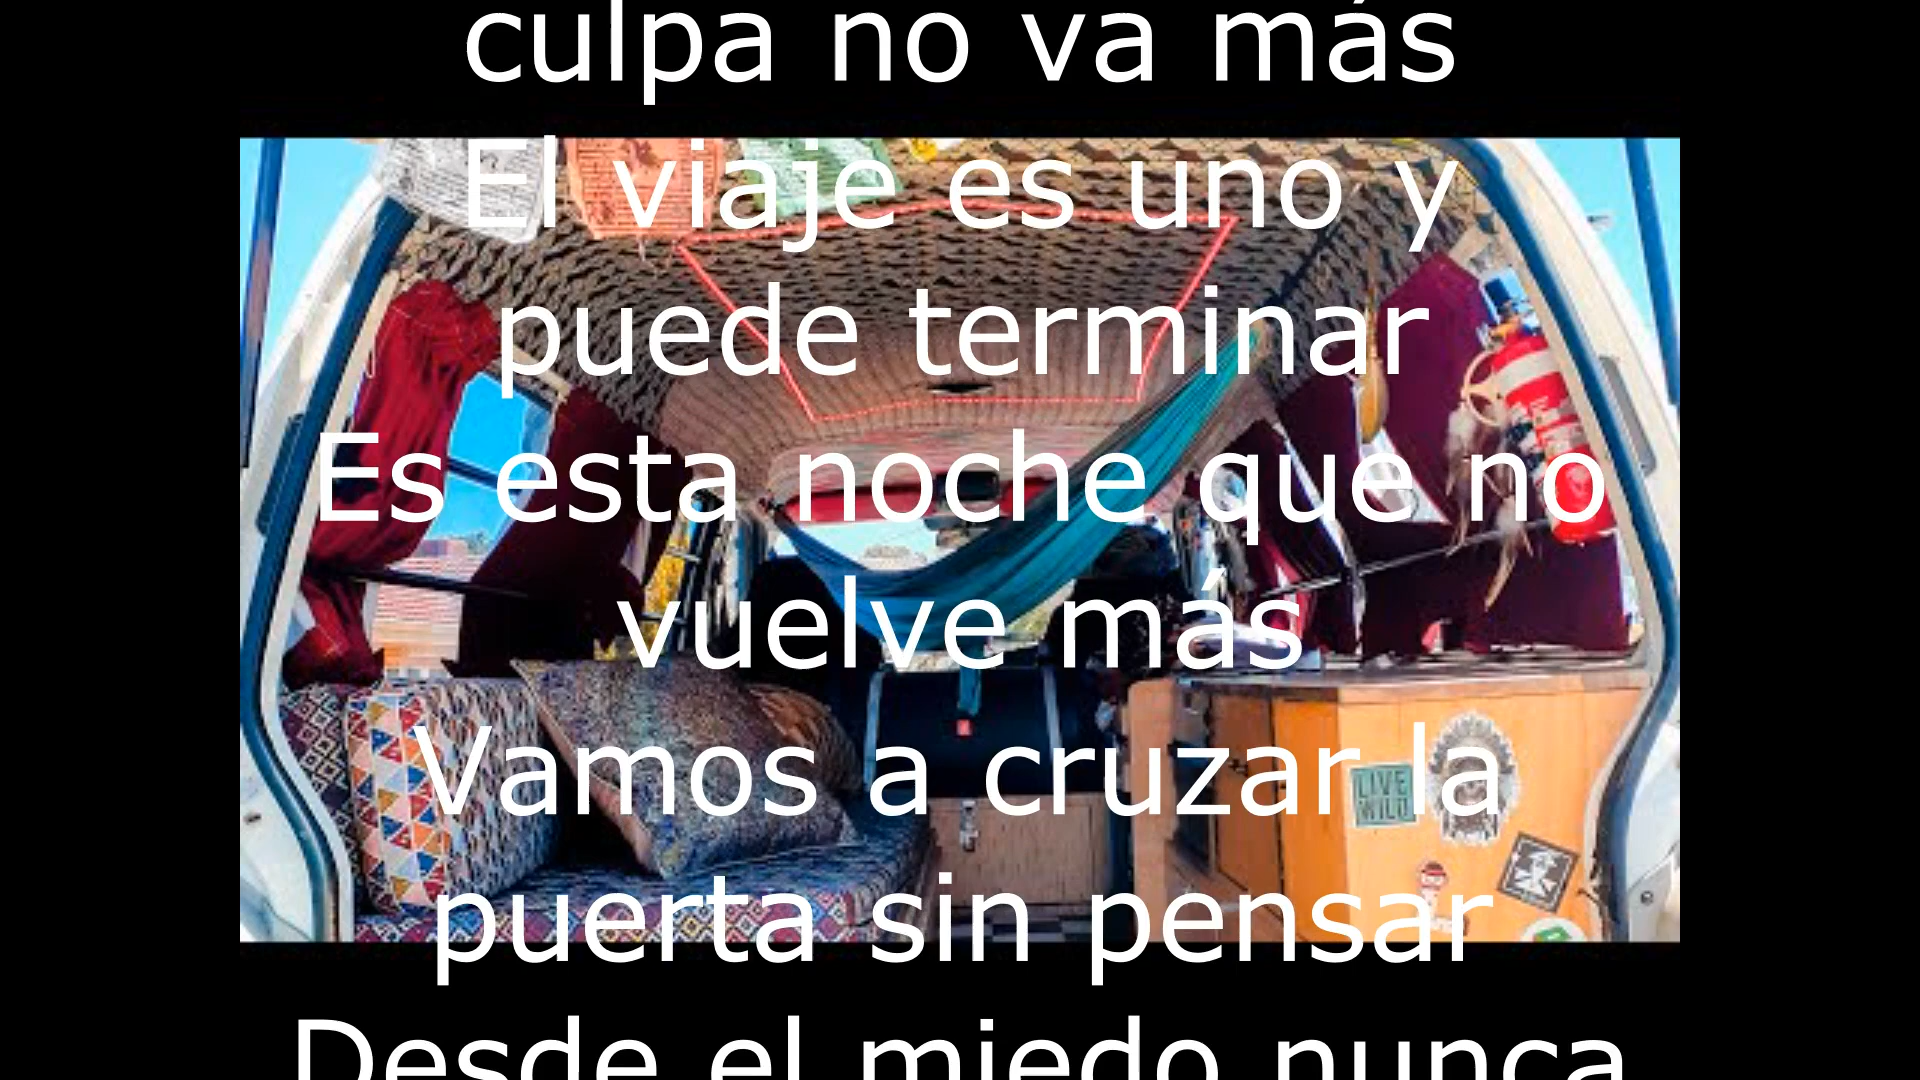 culpa no va más
El viaje es uno y
puede terminar
Es esta noche que no
vuelve más
Vamos a cruzar la
puerta sin pensar
Desde el miedo nunca
LIVE
WILD